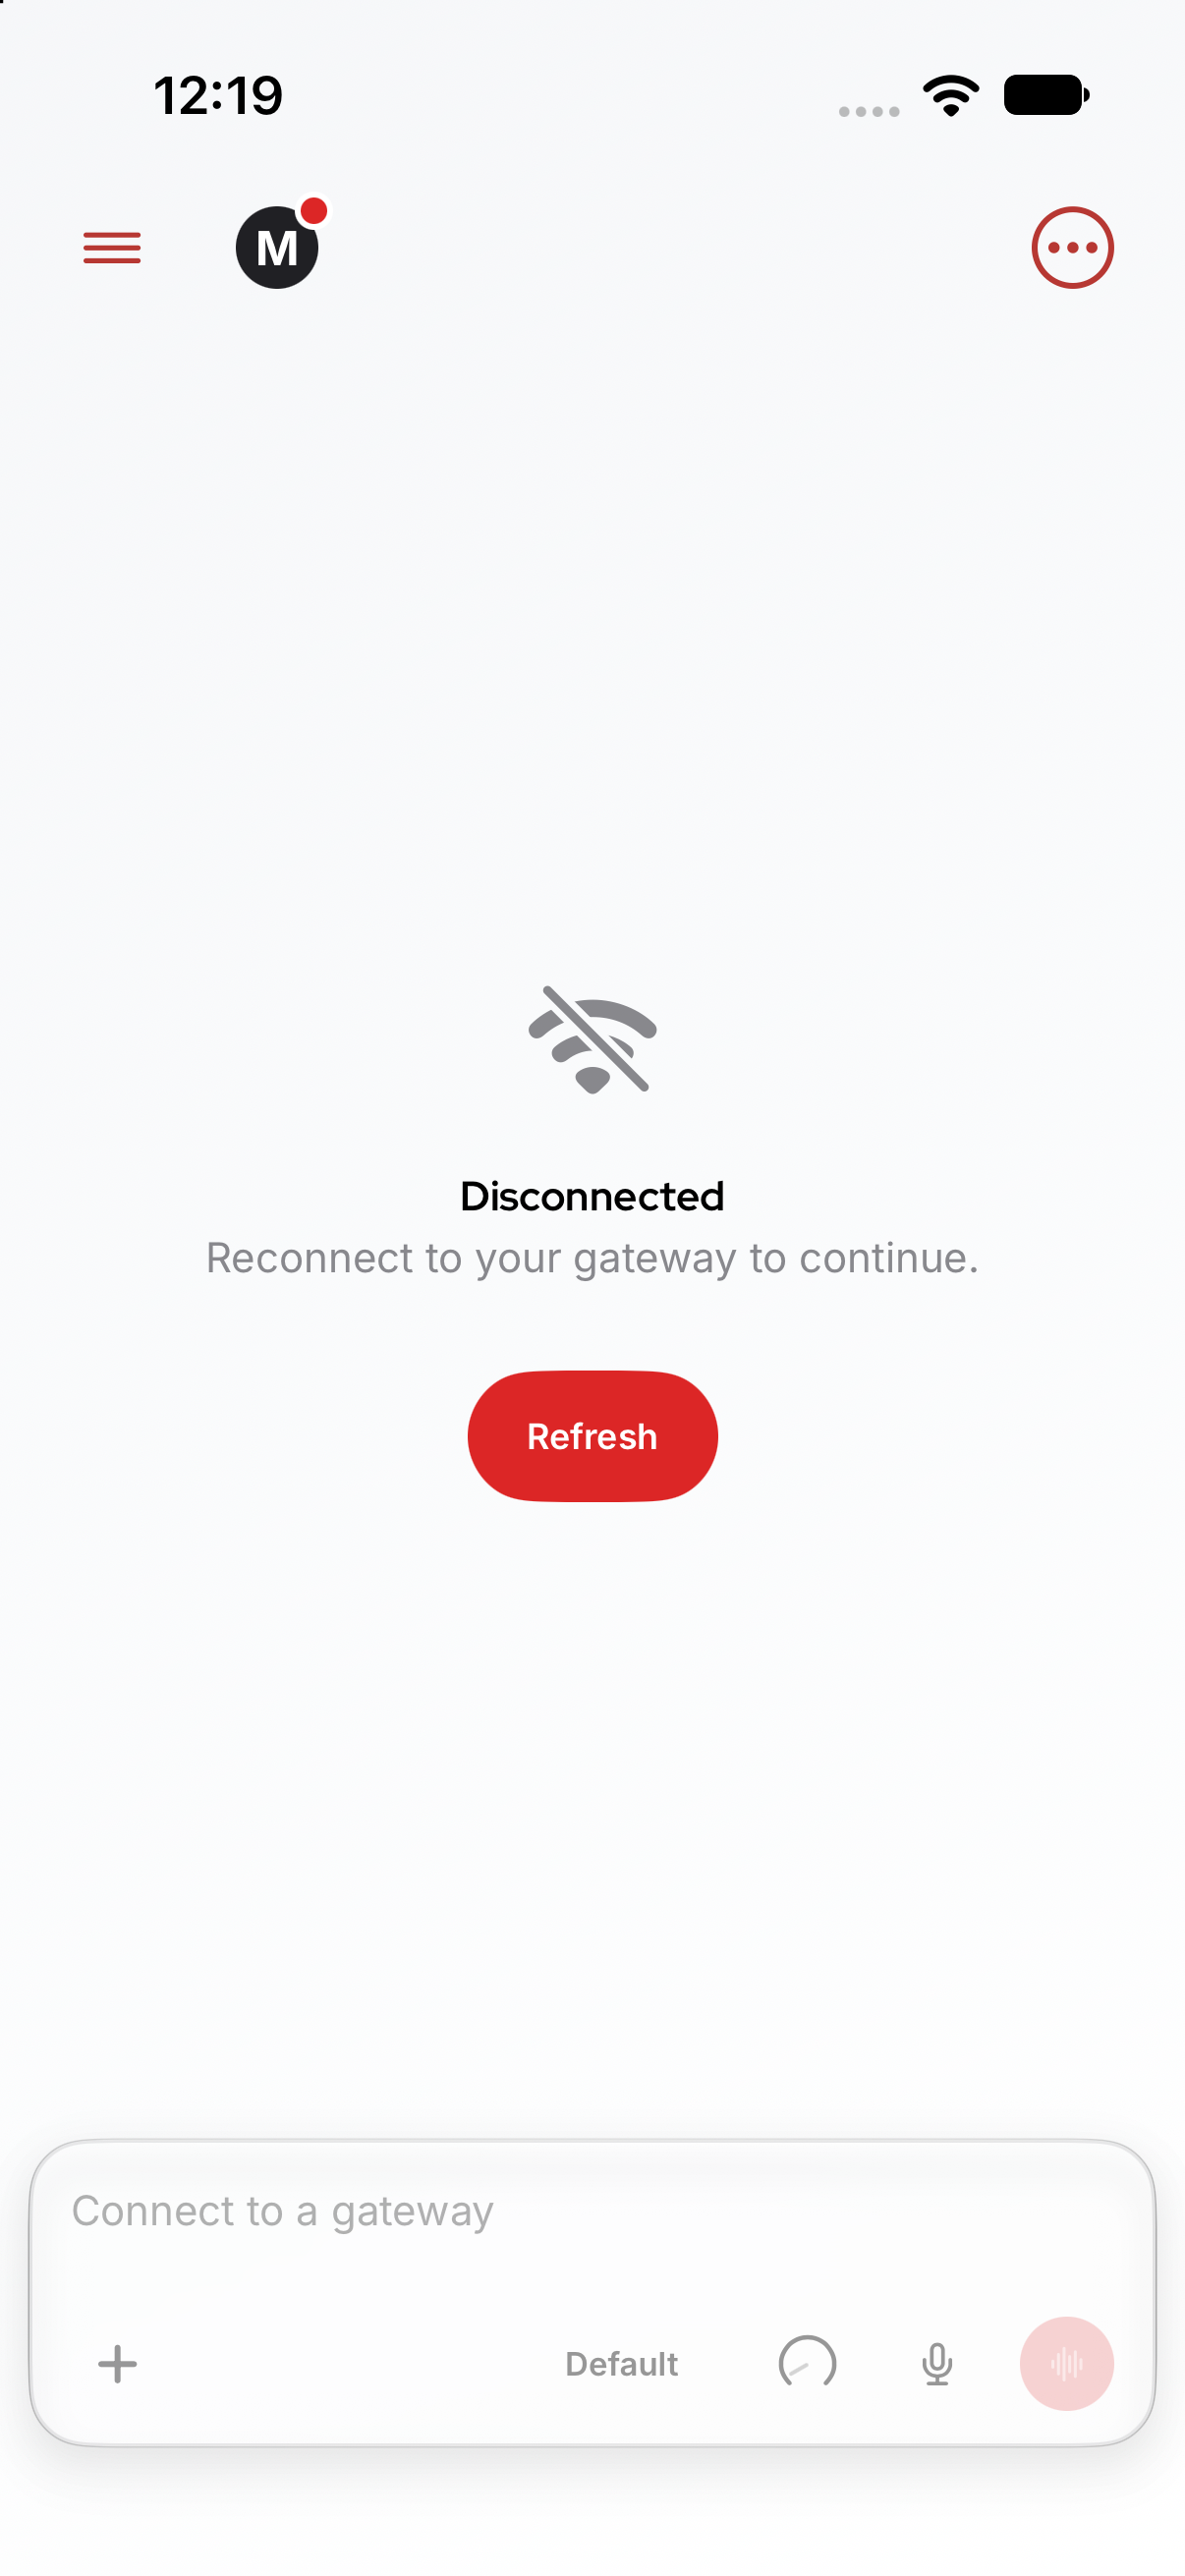 12:19
M
Disconnected
Reconnect to your gateway to continue.
Refresh
Connect to a gateway
Default